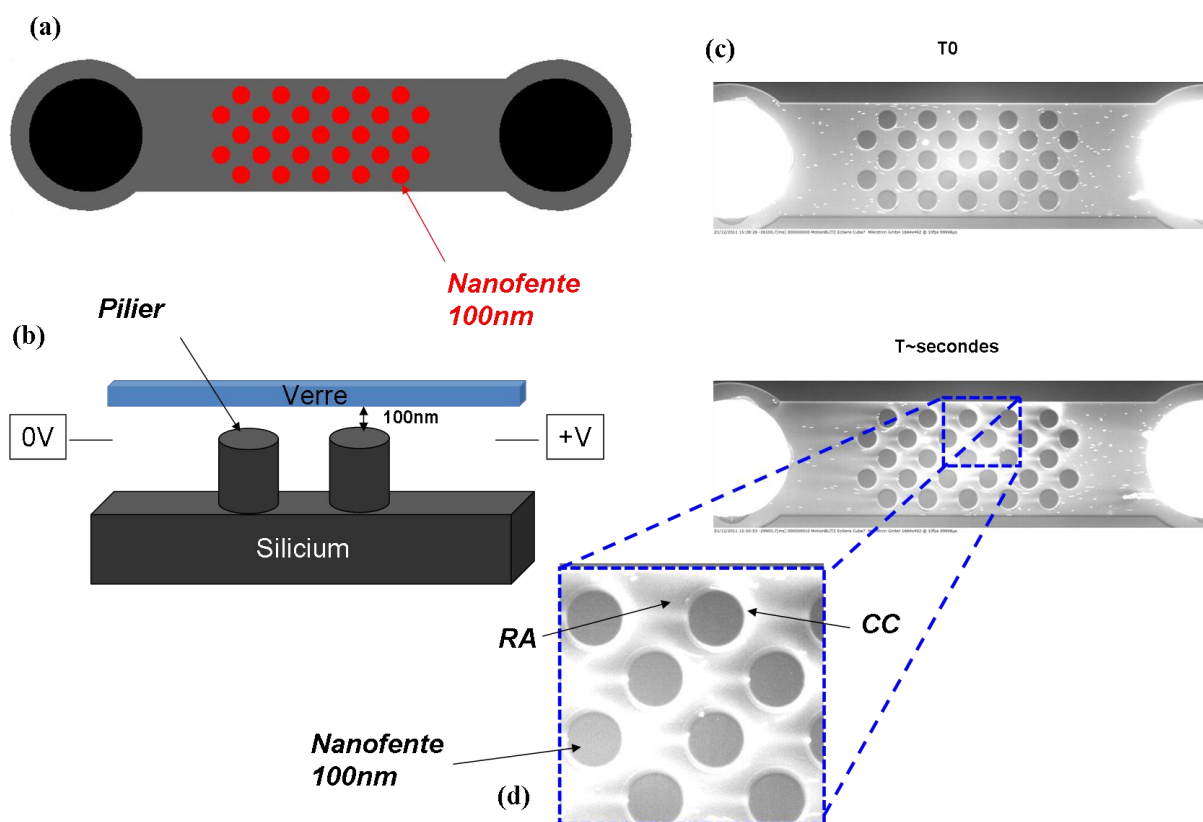 (a)
Nanofente
100nm
Pilier
(b)
Verre
100nm
0V
+V
Silicium
(c)
T0
T~secondes
RA
CC
Nanofente
100nm
(d)